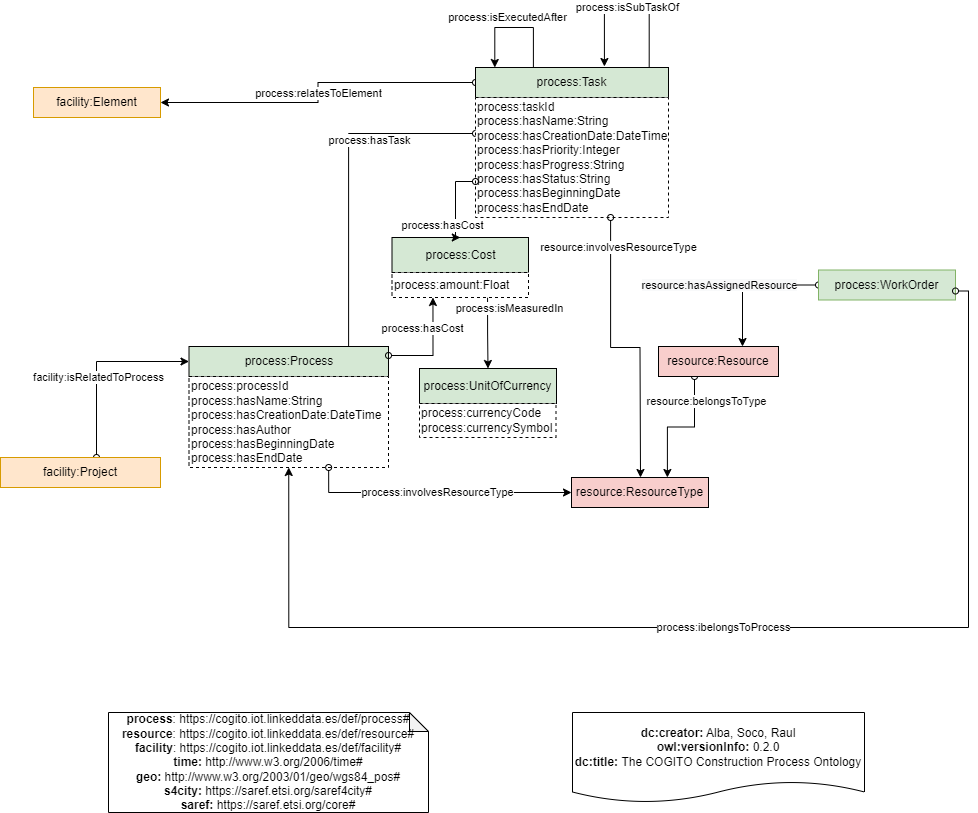 process:isSubTaskOf
process:isExecutedAfter
process:Task
process:relatesToElement
facility:Element
process:taskId
process:hasName:String
process:hasCreationDate:DateTime
process:hasPriority:Integer
process:hasProgress:String
process:hasStatus:String
process:hasBeginningDate
process:hasEndDate
process:hasTask
process:hasCost
resource:involvesResourceType
process:Cost
process:amount:Float
resource:hasAssignedResource
process:WorkOrder
process:isMeasuredIn
process:hasCost
process:Process
resource:Resource
facility:isRelatedToProcess
process:processId
process:hasName:String
process:hasCreationDate:DateTime
process:hasAuthor
process:hasBeginningDate
process:hasEndDate
process:UnitOfCurrency
process:currencyCode
process:currencySymbol
resource:belongsToType
facility:Project
process:involvesResourceType
resource:ResourceType
process:ibelongsToProcess
process: https://cogito.iot.linkeddata.es/def/process#
resource: https://cogito.iot.linkeddata.es/def/resource#
facility: https://cogito.iot.linkeddata.es/def/facility#
time: http://www.w3.org/2006/time#
geo: http://www.w3.org/2003/01/geo/wgs84_pos#
s4city: https://saref.etsi.org/saref4city#
saref: https://saref.etsi.org/core#
dc:creator: Alba, Soco, Raul
owl:versionInfo: 0.2.0
dc:title: The COGITO Construction Process Ontology